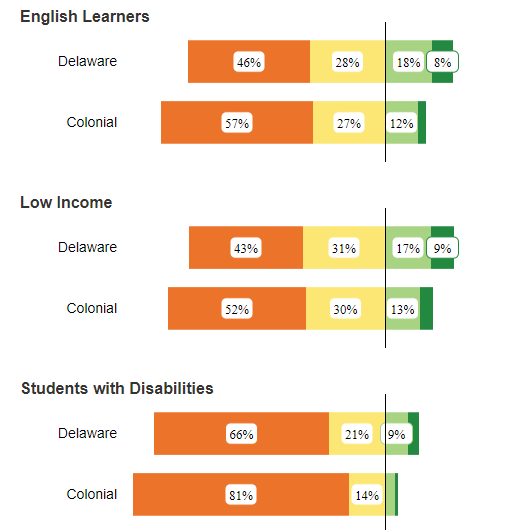 English Learners
Delaware 46% 28% 18% 8%
Colonial 57% 27% 12%
Low Income
Delaware 43% 31% 17% 9%
Colonial 52% 30% 13%
Students with Disabilities
Delaware 66% 21% 9%
Colonial 81% 14%